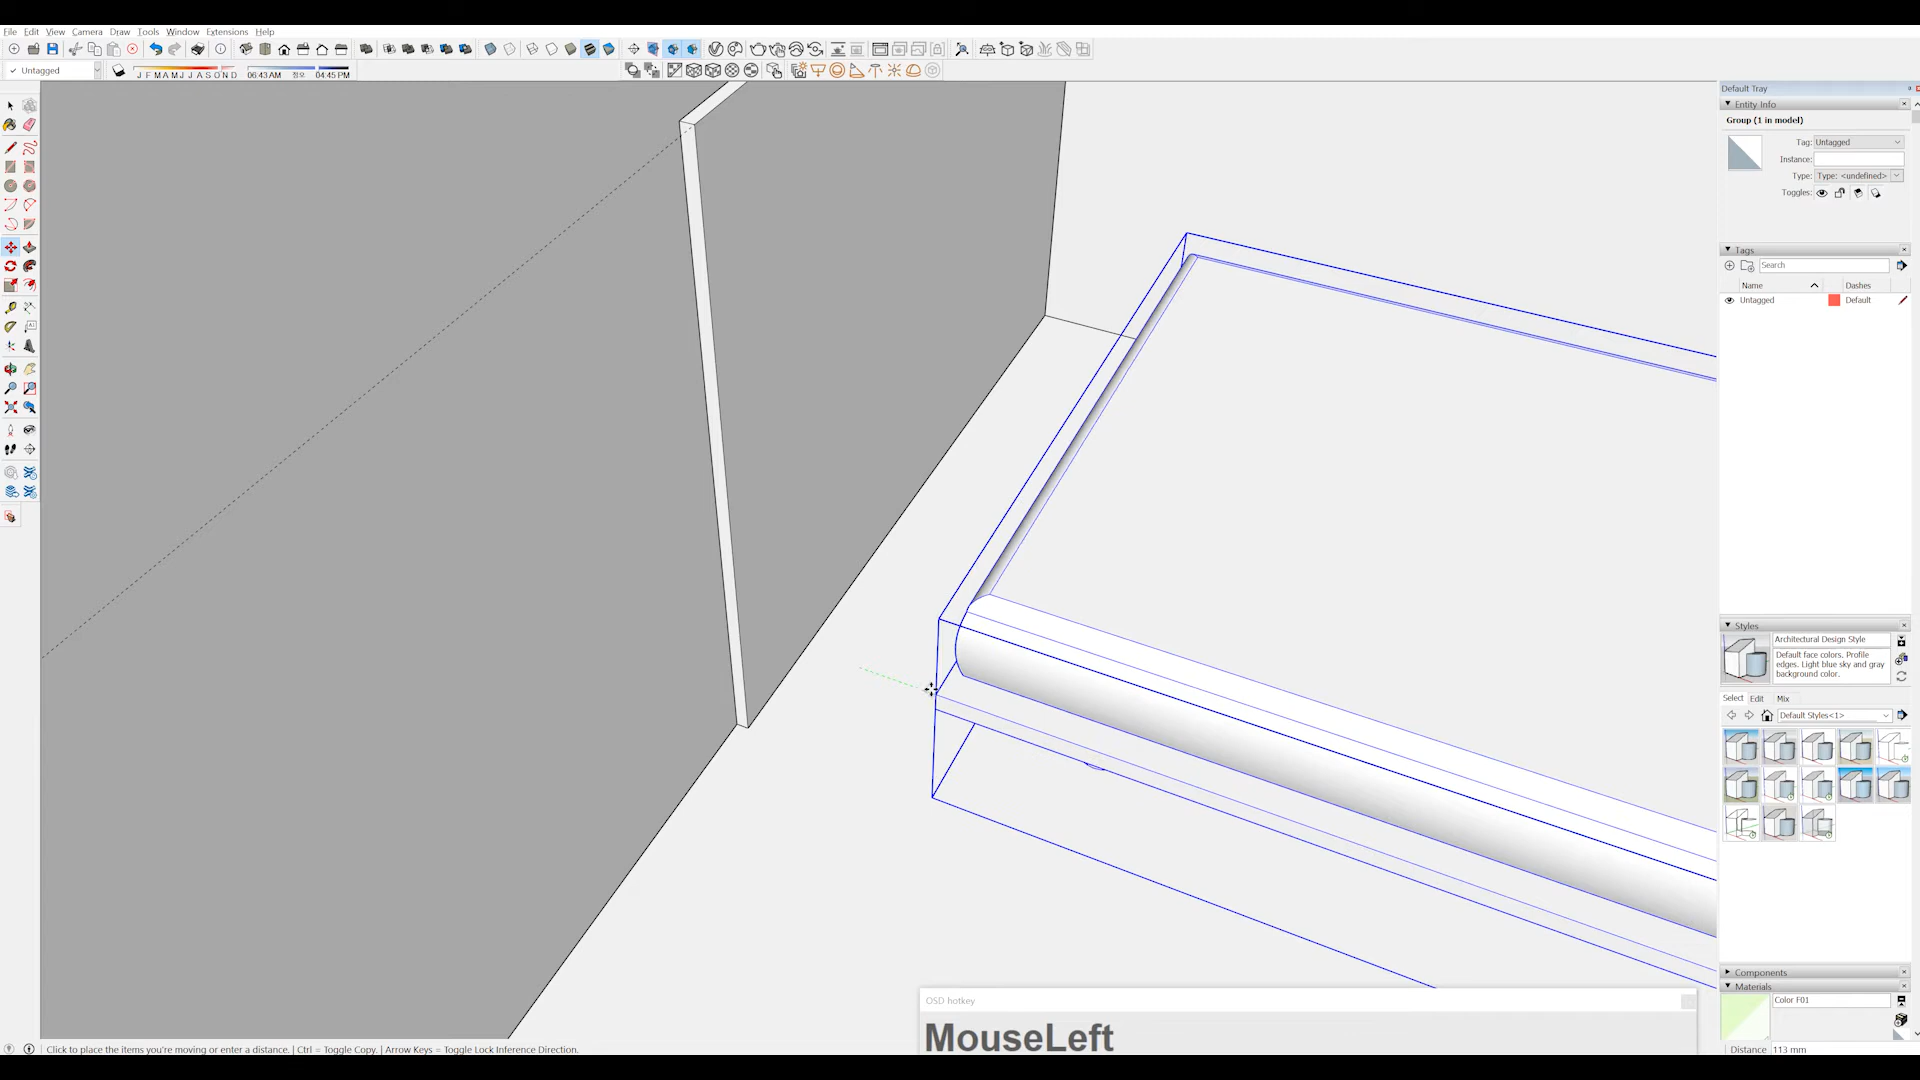 File Edit View Camera Draw Tools Window Extensions Help
Untagged
J F M A M J J A S O N D 06:43 AM 정오 04:45 PM
Default Tray
Entity Info
Group (1 in model)
Tag: Untagged
Instance:
Type: Type: <undefined>
Toggles:
Tags
Search
Name Dashes
Untagged Default
Styles
Architectural Design Style
Default face colors. Profile
edges. Light blue sky and gray
background color.
Select Edit Mix
Default Styles<1>
Components
Materials
Color F01
OSD hotkey
MouseLeft
Click to place the items you're moving or enter a distance. | Ctrl = Toggle Copy. | Arrow Keys = Toggle Lock Inference Direction.
Distance 113 mm